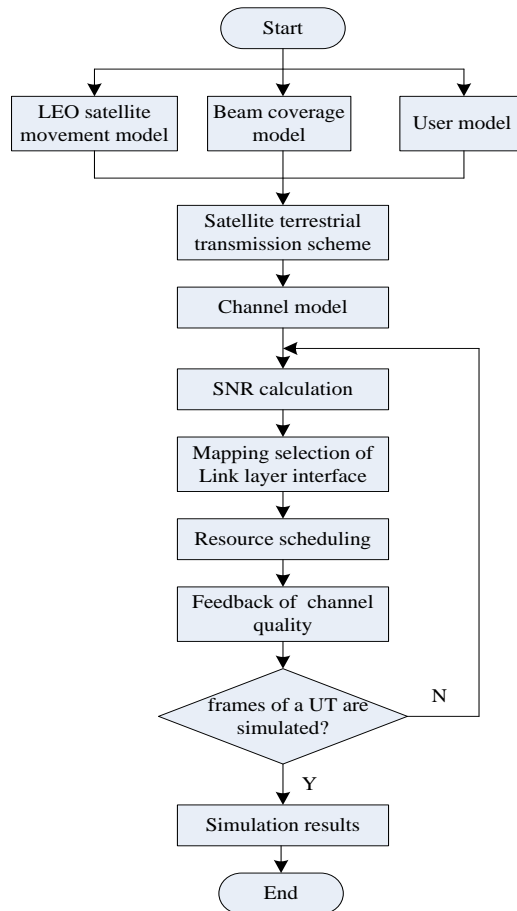 Start
LEO satellite
movement model
Beam coverage
model
User model
Satellite terrestrial
transmission scheme
Channel model
SNR calculation
Mapping selection of
Link layer interface
Resource scheduling
Feedback of channel
quality
frames of a UT are
simulated?
N
Y
Simulation results
End